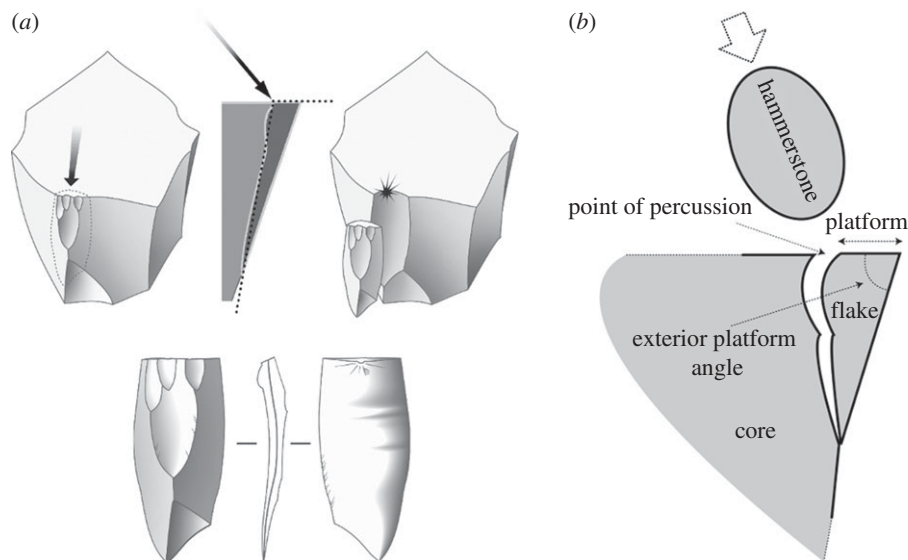 (a)
(b)
hammerstone
point of percussion
platform
flake
exterior platform
angle
core